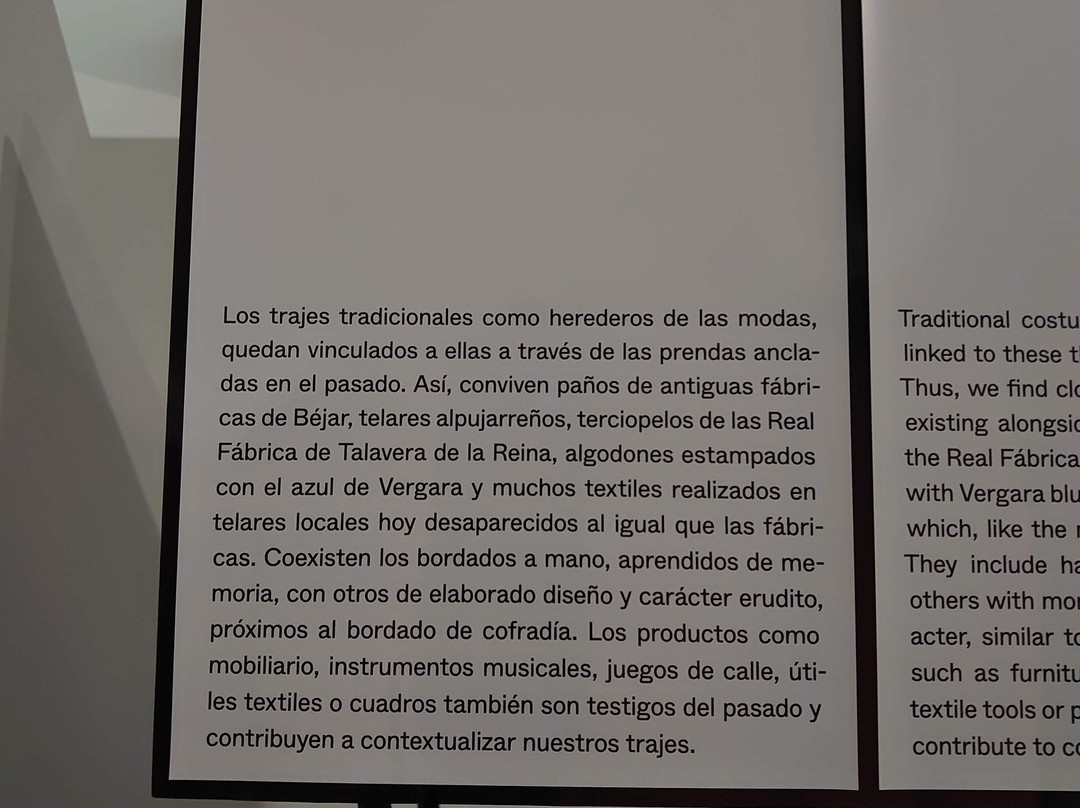 Los trajes tradicionales como herederos de las modas,
quedan vinculados a ellas a través de las prendas ancla-
das en el pasado. Así, conviven paños de antiguas fábri-
cas de Béjar, telares alpujarreños, terciopelos de las Real
Fábrica de Talavera de la Reina, algodones estampados
con el azul de Vergara y muchos textiles realizados en
telares locales hoy desaparecidos al igual que las fábri-
cas. Coexisten los bordados a mano, aprendidos de me-
moria, con otros de elaborado diseño y carácter erudito,
próximos al bordado de cofradía. Los productos como
mobiliario, instrumentos musicales, juegos de calle, úti-
les textiles o cuadros también son testigos del pasado y
contribuyen a contextualizar nuestros trajes.
Traditional
linked to these
Thus, we find
existing
the Real Fábrica
with Vergara
which, like the
They include
others with
acter, similar
such as
textile tools or
contribute to